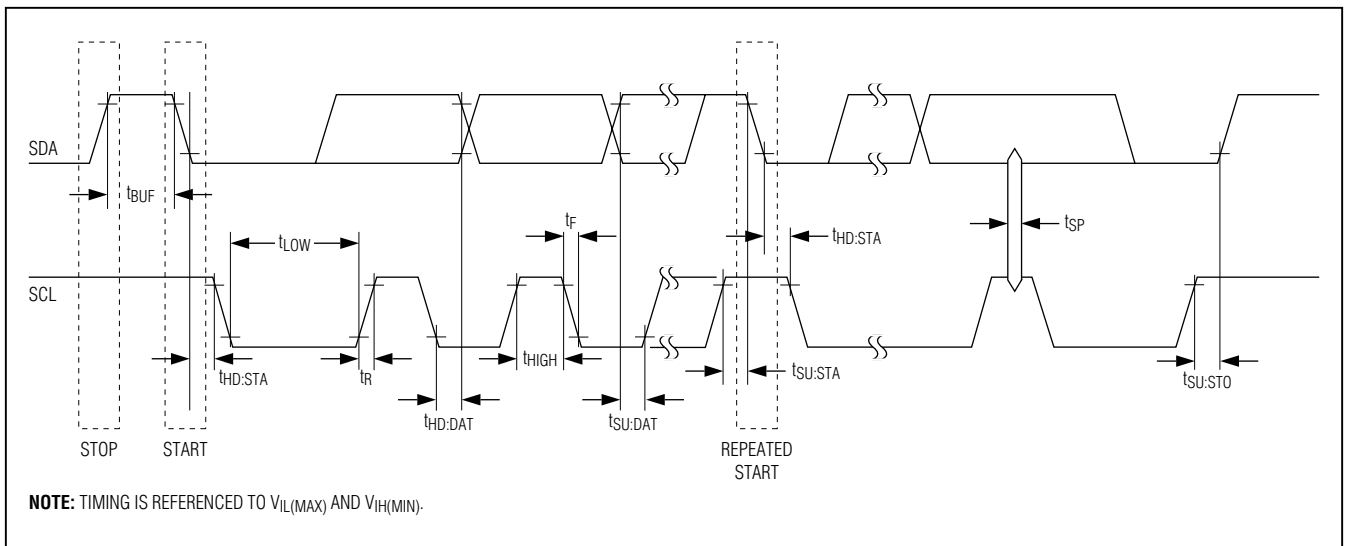 SDA
tBUF
tLOW
tF
tHD:STA
tSP
SCL
tHD:STA
tR
tHD:DAT
tHIGH
tSU:DAT
tSU:STA
tSU:STO
STOP
START
REPEATED
START
NOTE: TIMING IS REFERENCED TO VIL(MAX) AND VIH(MIN).